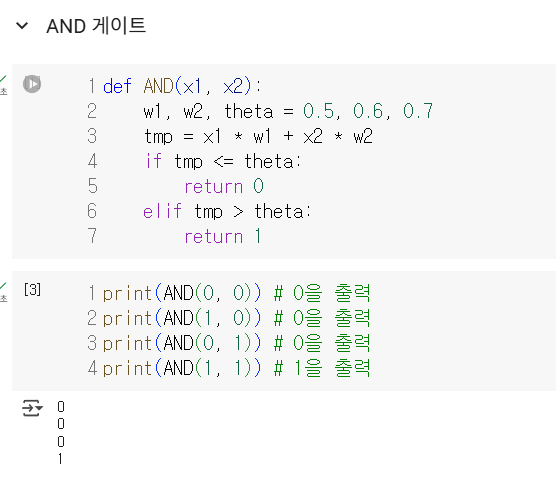 AND 게이트
초
1 def AND(x1, x2):
2     w1, w2, theta = 0.5, 0.6, 0.7
3     tmp = x1 * w1 + x2 * w2
4     if tmp <= theta:
5         return 0
6     elif tmp > theta:
7         return 1
초
[3]
1 print(AND(0, 0)) # 0을 출력
2 print(AND(1, 0)) # 0을 출력
3 print(AND(0, 1)) # 0을 출력
4 print(AND(1, 1)) # 1을 출력
0
0
0
1